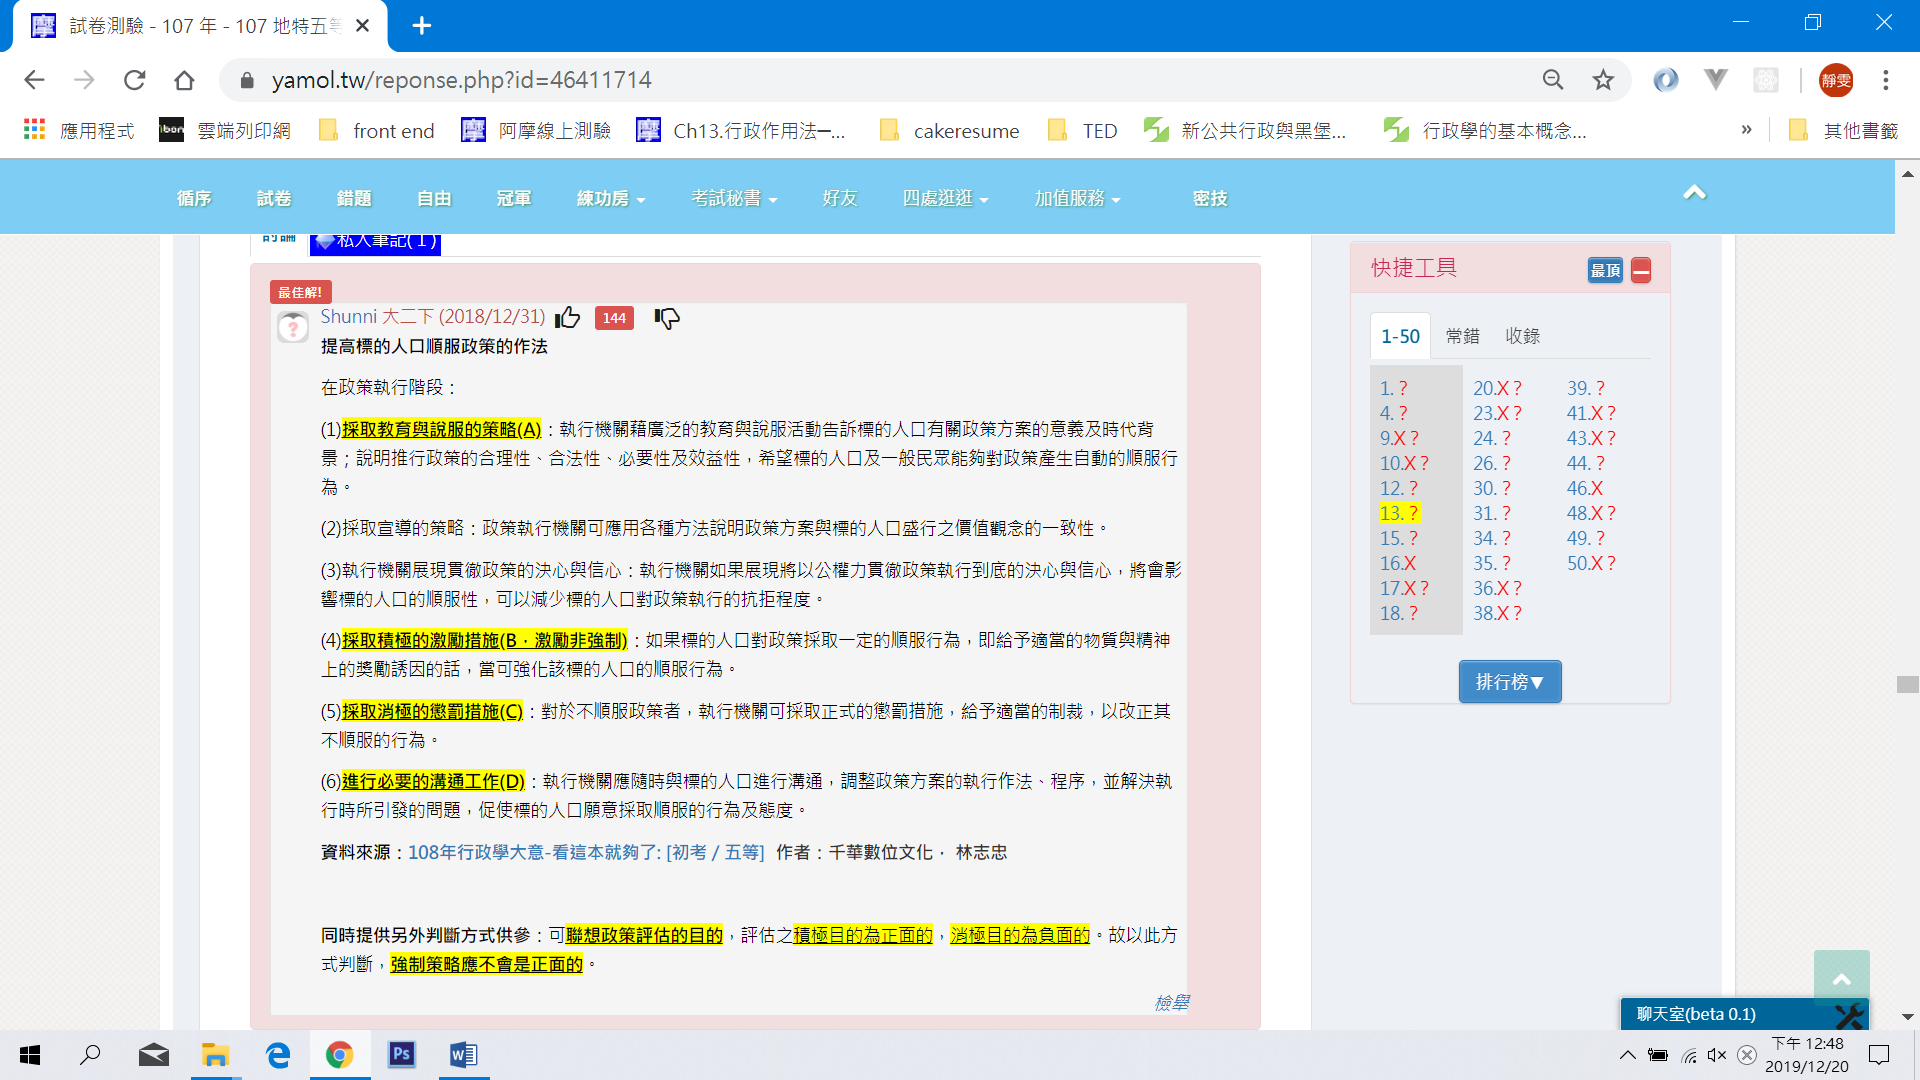 試卷測驗 - 107 年 - 107 地特五等
yamol.tw/reponse.php?id=46411714
靜雯
應用程式
ibon
雲端列印網
front end
阿摩線上測驗
Ch13.行政作用法一...
cakeresume
TED
新公共行政與黑堡...
行政學的基本概念...
»
其他書籤
循序 試卷 錯題 自由 冠軍 練功房 考試秘書 好友 四處逛逛 加值服務 密技
討論 私人筆記( 1 )
最佳解!
Shunni 大二下 (2018/12/31) 144
提高標的人口順服政策的作法
在政策執行階段：
(1)採取教育與說服的策略(A)：執行機關藉廣泛的教育與說服活動告訴標的人口有關政策方案的意義及時代背
景；說明推行政策的合理性、合法性、必要性及效益性，希望標的人口及一般民眾能夠對政策產生自動的順服行
為。
(2)採取宣導的策略：政策執行機關可應用各種方法說明政策方案與標的人口盛行之價值觀念的一致性。
(3)執行機關展現貫徹政策的決心與信心：執行機關如果展現將以公權力貫徹政策執行到底的決心與信心，將會影
響標的人口的順服性，可以減少標的人口對政策執行的抗拒程度。
(4)採取積極的激勵措施(B．激勵非強制)：如果標的人口對政策採取一定的順服行為，即給予適當的物質與精神
上的獎勵誘因的話，當可強化該標的人口的順服行為。
(5)採取消極的懲罰措施(C)：對於不順服政策者，執行機關可採取正式的懲罰措施，給予適當的制裁，以改正其
不順服的行為。
(6)進行必要的溝通工作(D)：執行機關應隨時與標的人口進行溝通，調整政策方案的執行作法、程序，並解決執
行時所引發的問題，促使標的人口願意採取順服的行為及態度。
資料來源：108年行政學大意-看這本就夠了: [初考 / 五等] 作者：千華數位文化． 林志忠
同時提供另外判斷方式供參：可聯想政策評估的目的，評估之積極目的為正面的，消極目的為負面的。故以此方
式判斷，強制策略應不會是正面的。
檢舉
快捷工具 最頂
1-50 常錯 收錄
1. ? 20.X ? 39. ?
4. ? 23.X ? 41.X ?
9.X ? 24. ? 43.X ?
10.X ? 26. ? 44. ?
12. ? 30. ? 46.X
13. ? 31. ? 48.X ?
15. ? 34. ? 49. ?
16.X 35. ? 50.X ?
17.X ? 36.X ?
18. ? 38.X ?
排行榜▼
聊天室(beta 0.1)
Ps
下午 12:48
2019/12/20